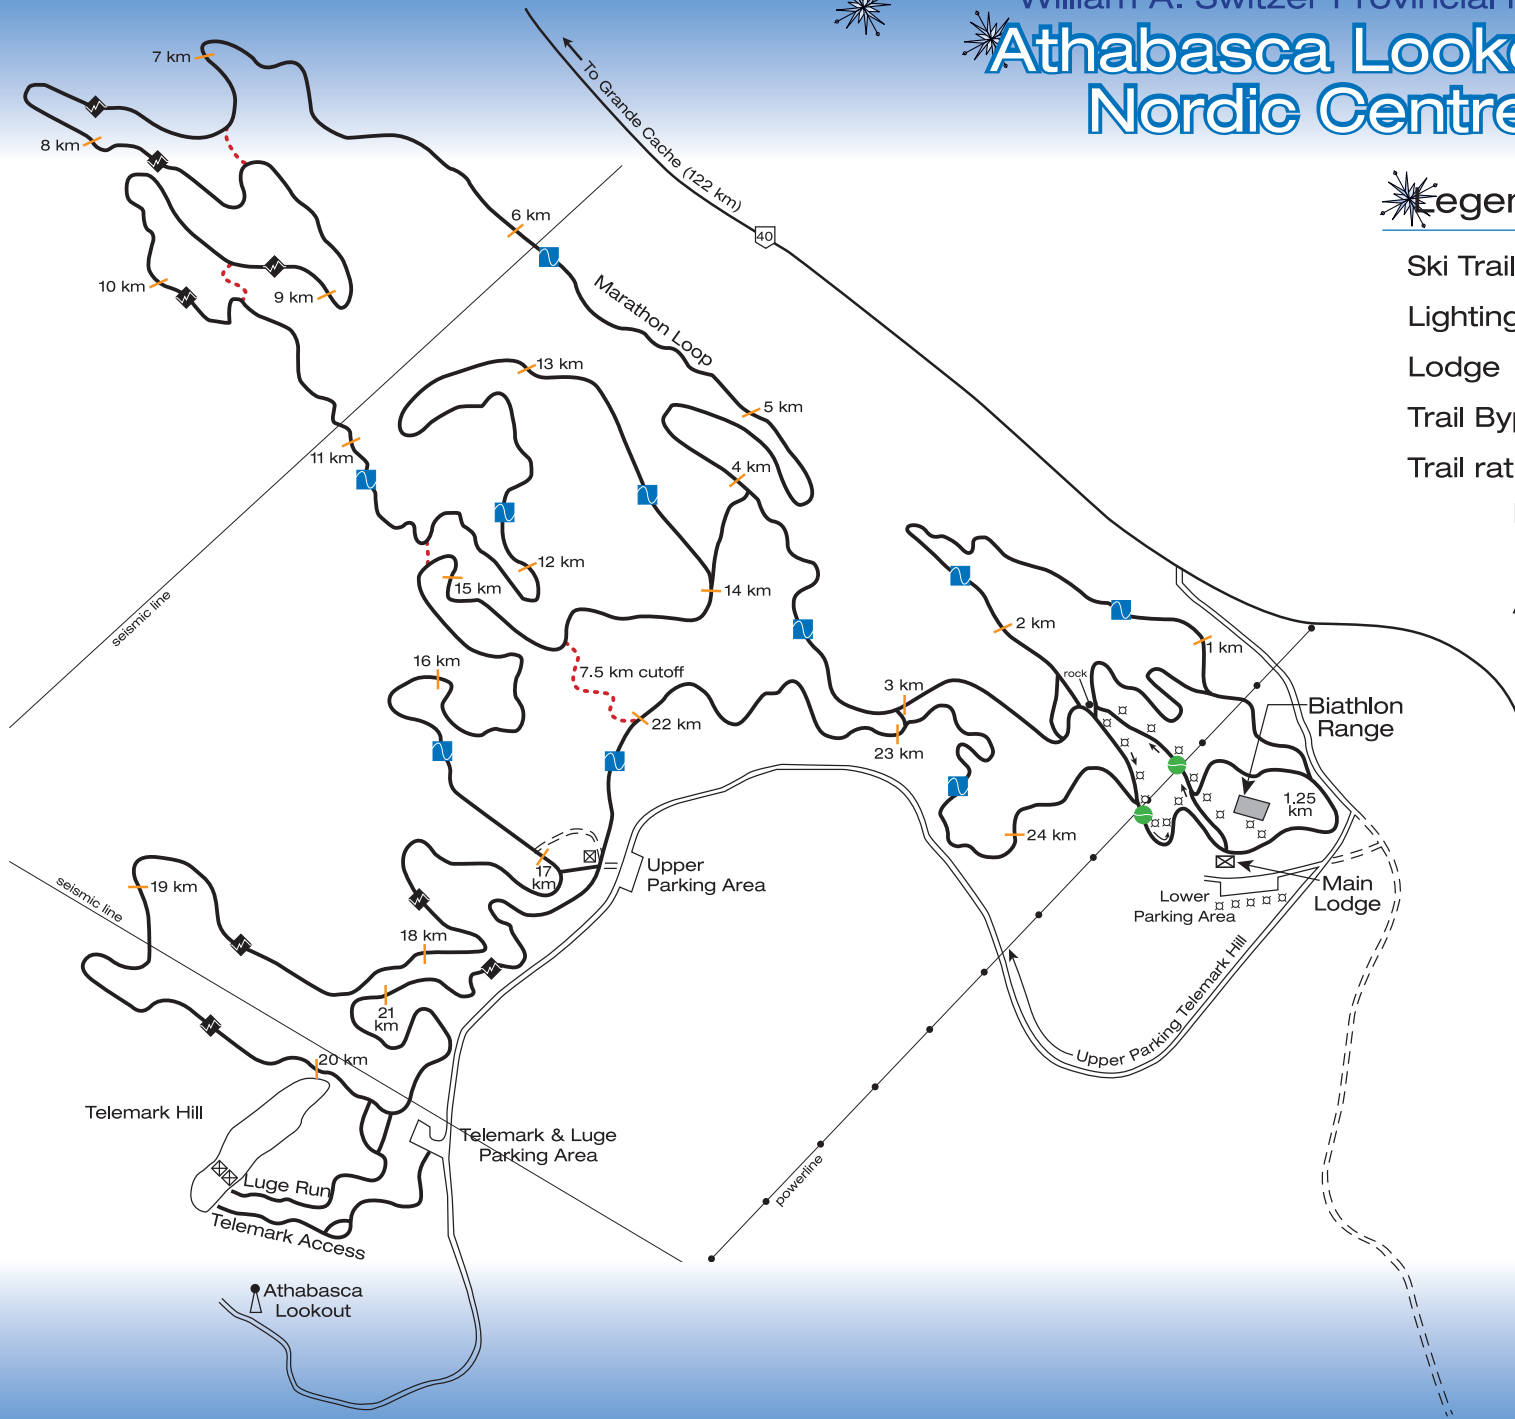 William A. Switzer Provincial
Athabasca Looko
Nordic Centre
Legen
Ski Trail
Lighting
Lodge
Trail Byp
Trail rat
To Grande Cache (122 km)
40
7 km
8 km
6 km
10 km
9 km
Marathon Loop
13 km
5 km
11 km
4 km
12 km
15 km
14 km
seismic line
2 km
1 km
16 km
7.5 km cutoff
rock
3 km
22 km
23 km
Biathlon
Range
1.25
km
24 km
17
km
Upper
Parking Area
Main
Lodge
Lower
Parking Area
19 km
seismic line
18 km
21
km
20 km
Upper Parking Telemark Hill
Telemark Hill
Telemark & Luge
Parking Area
Luge Run
Telemark Access
powerline
Athabasca
Lookout